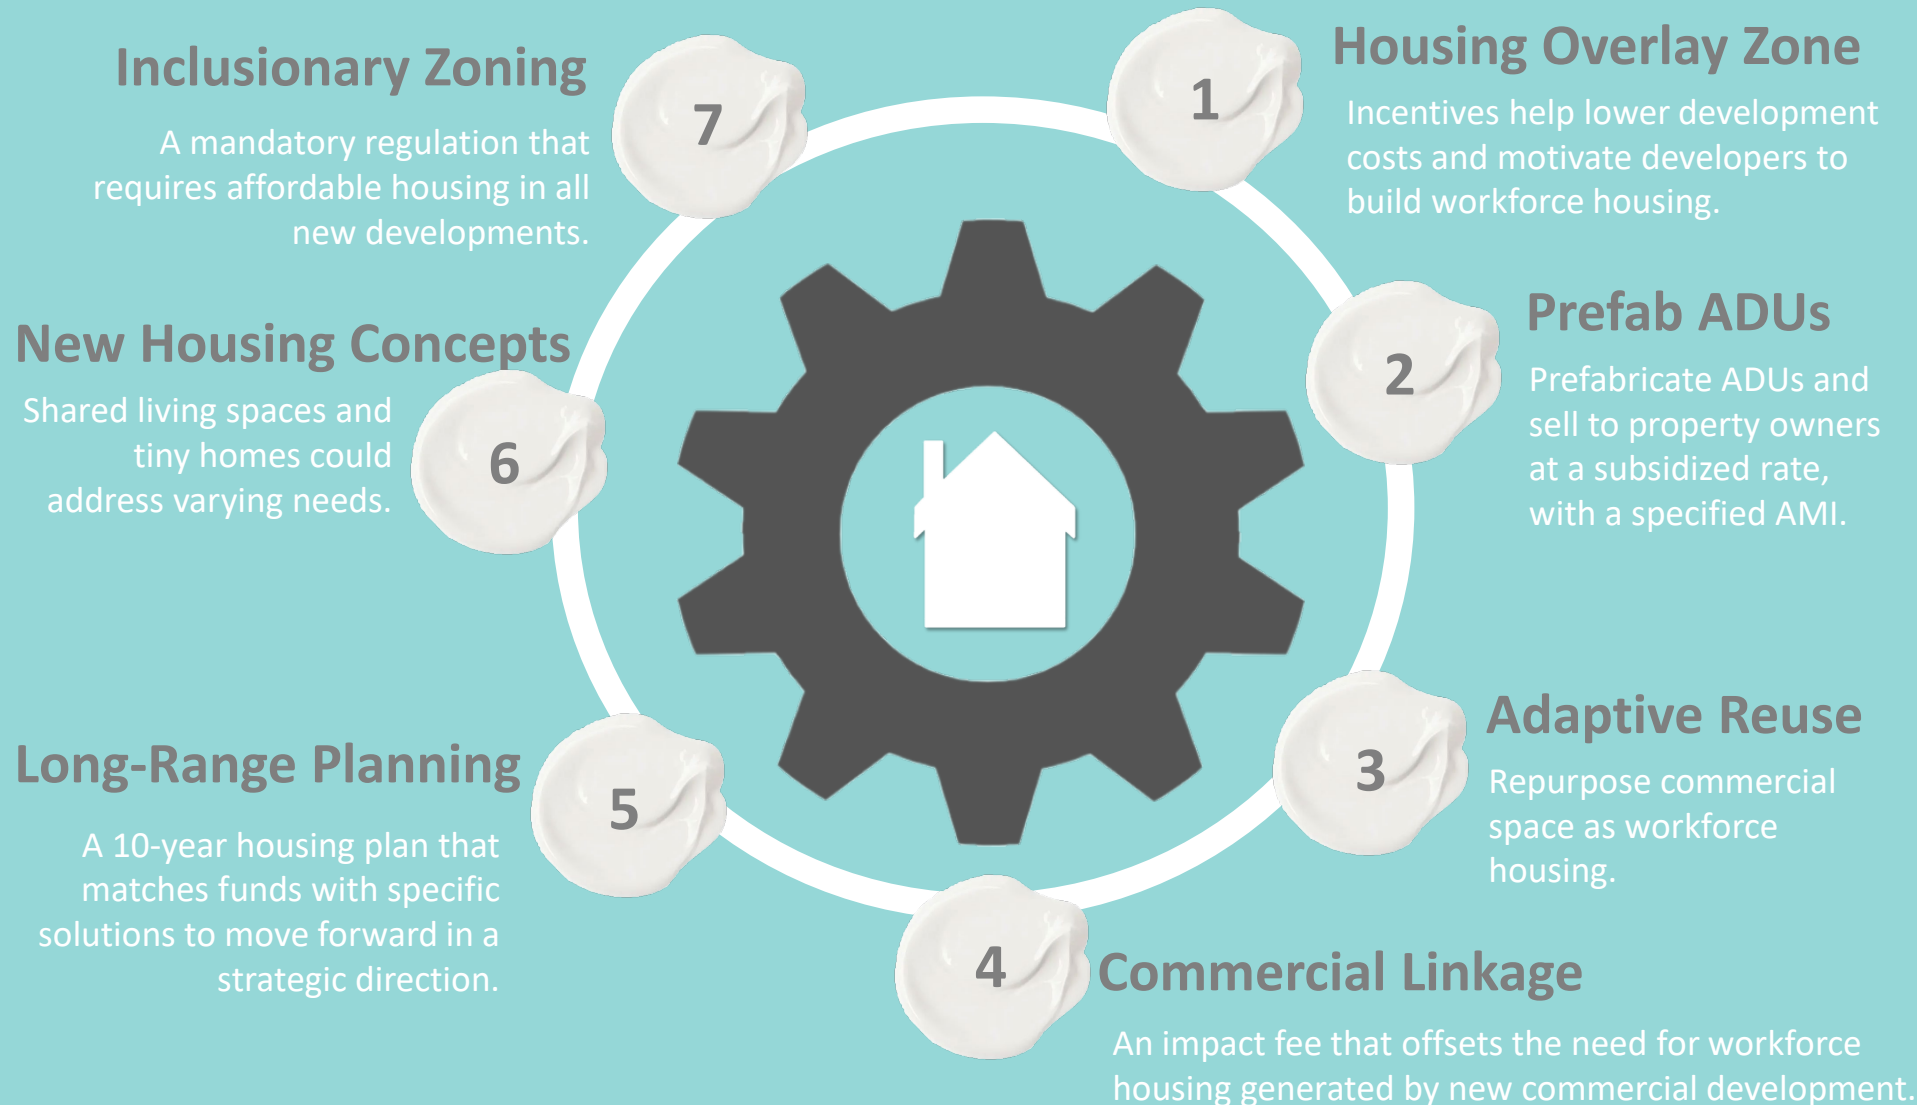 1
Housing Overlay Zone
Incentives help lower development
costs and motivate developers to
build workforce housing.
2
Prefab ADUs
Prefabricate ADUs and
sell to property owners
at a subsidized rate,
with a specified AMI.
3
Adaptive Reuse
Repurpose commercial
space as workforce
housing.
4
Commercial Linkage
An impact fee that offsets the need for workforce
housing generated by new commercial development.
5
Long-Range Planning
A 10-year housing plan that
matches funds with specific
solutions to move forward in a
strategic direction.
6
New Housing Concepts
Shared living spaces and
tiny homes could
address varying needs.
7
Inclusionary Zoning
A mandatory regulation that
requires affordable housing in all
new developments.